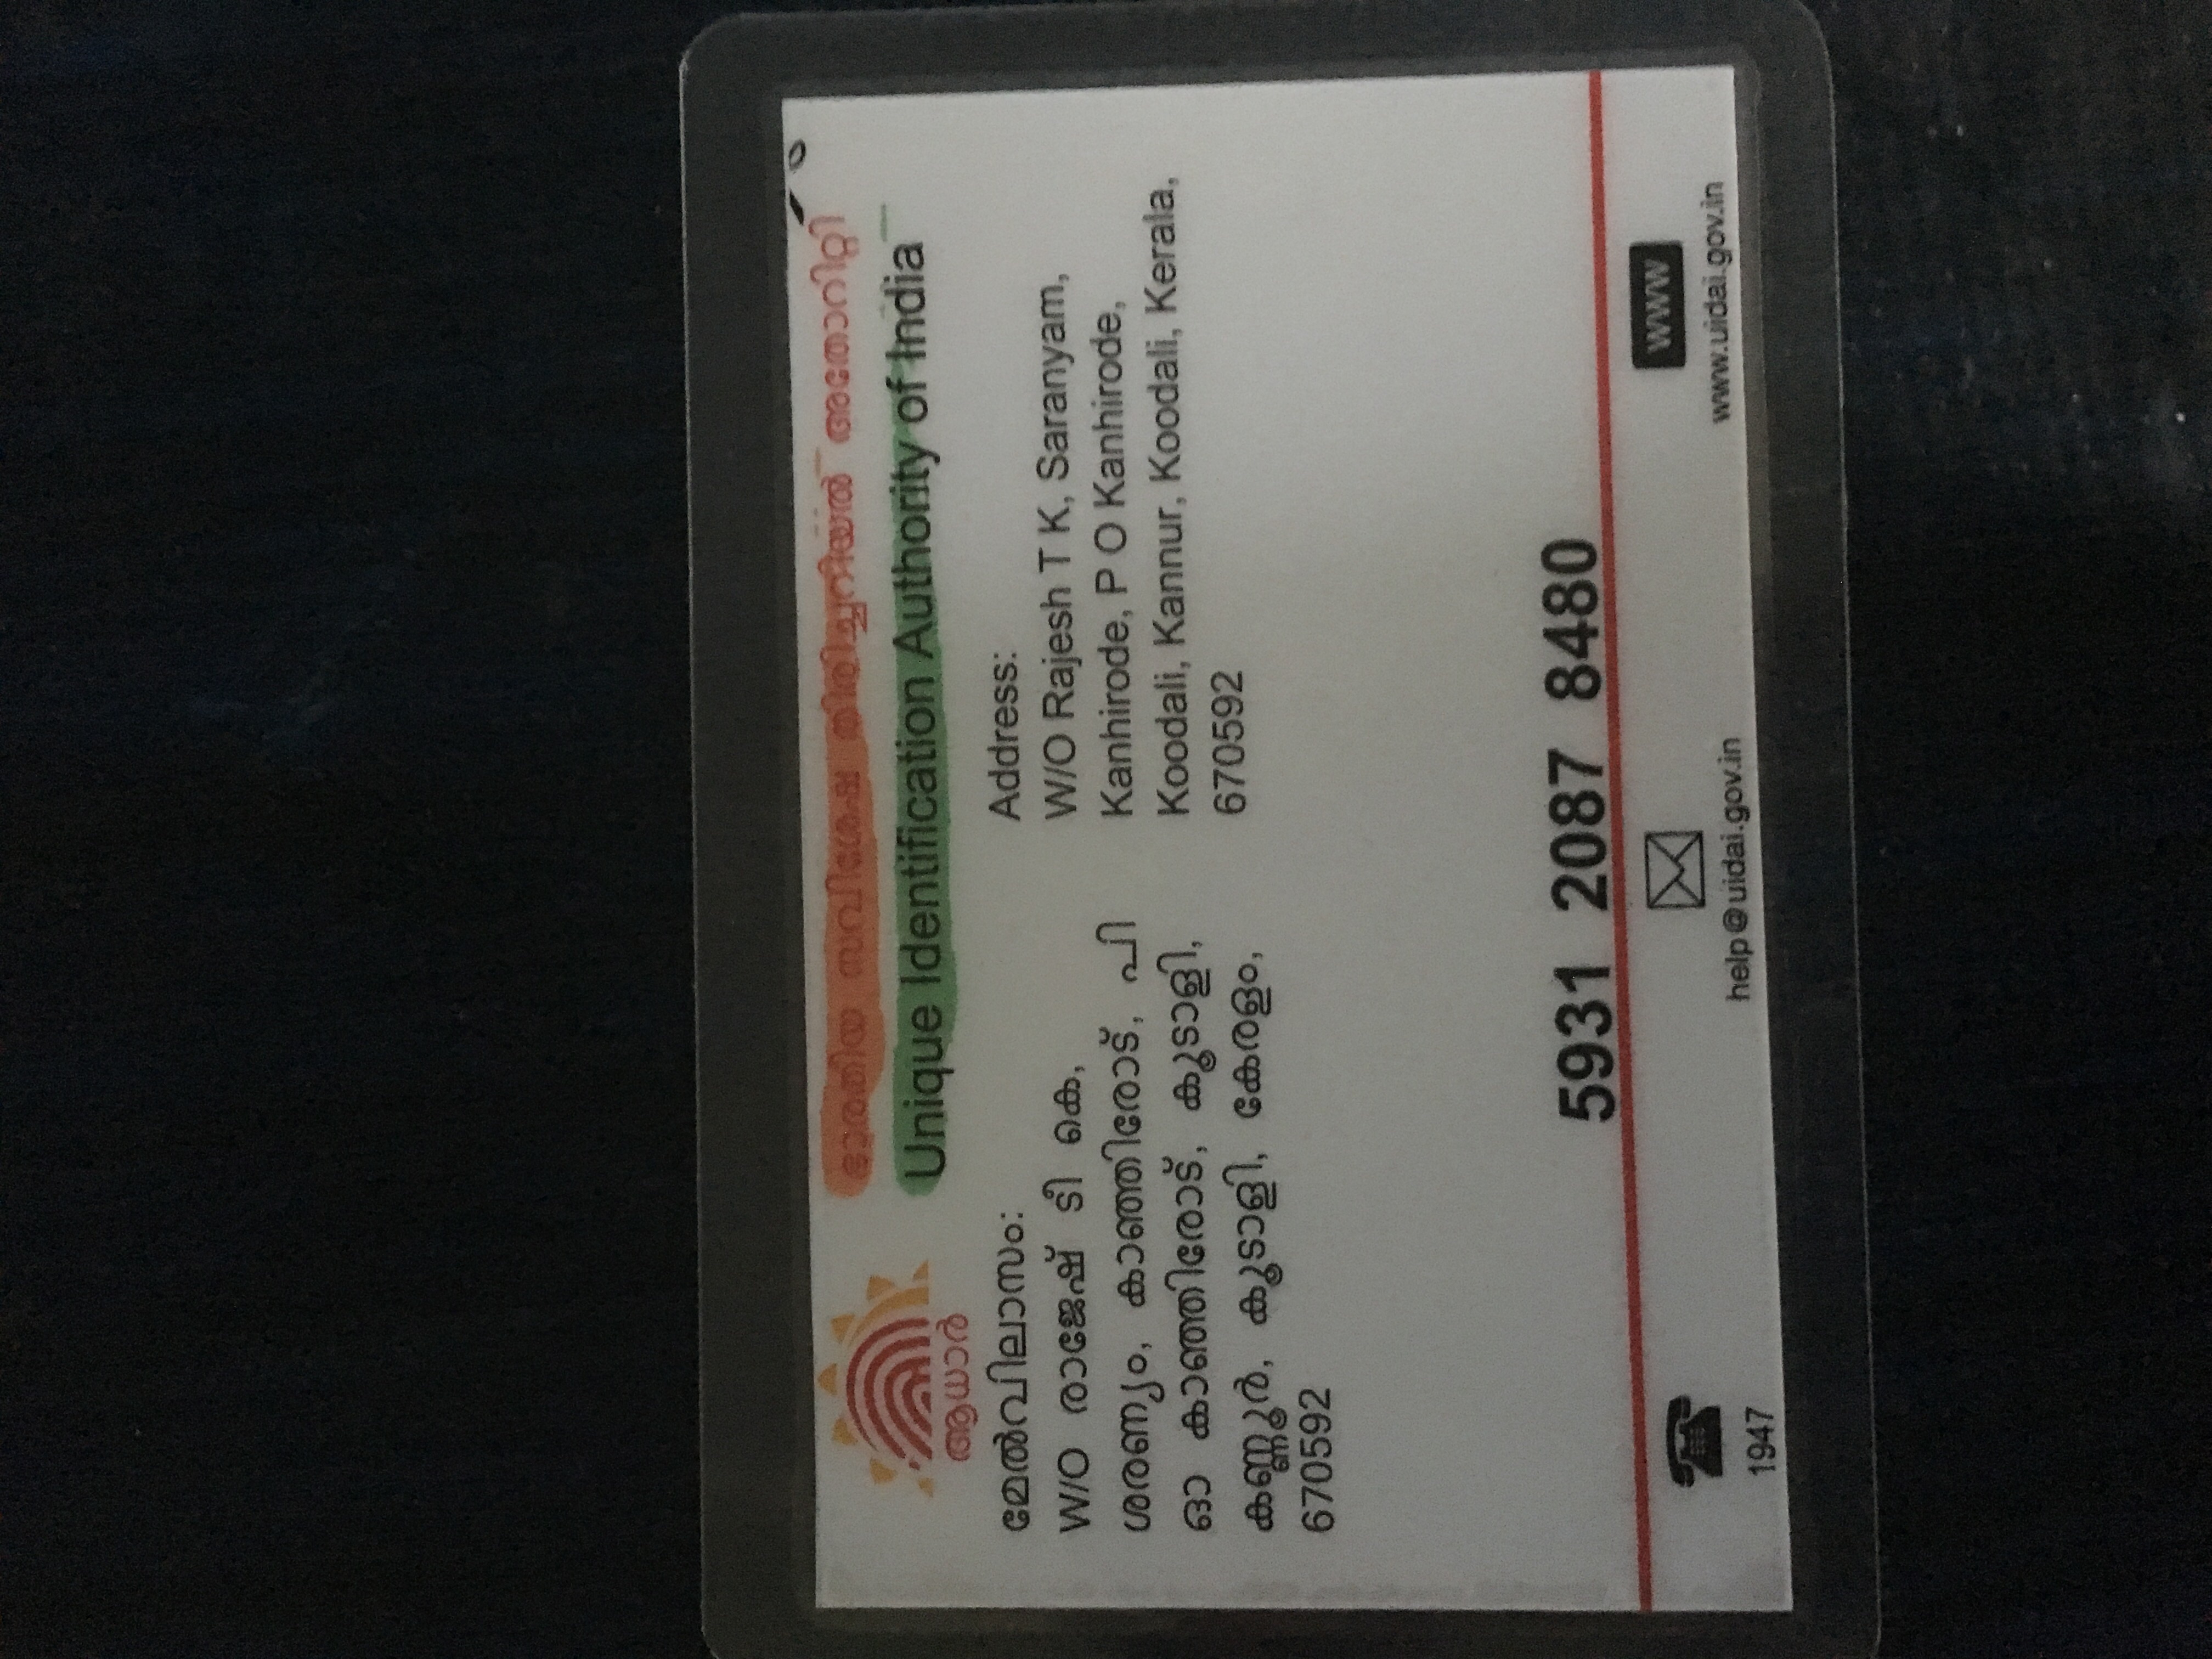 ഭാരതീയ സവിശേഷ തിരിച്ചറിയൽ അതോറിറ്റി
Unique Identification Authority of India
ആധാർ
മേൽവിലാസം:
W/O രാജേഷ് ടീ കെ,
ശരണ്യം, കാഞ്ഞിരോട്, പി
ഓ കാഞ്ഞിരോട്, കൂടാളി,
കണ്ണൂർ, കൂടാളി, കേരളം,
670592
Address:
W/O Rajesh T K, Saranyam,
Kanhirode, P O Kanhirode,
Koodali, Kannur, Koodali, Kerala,
670592
5931 2087 8480
1947
help@uidai.gov.in
WWW
www.uidai.gov.in